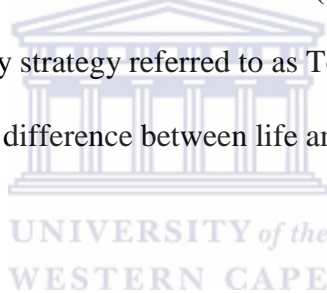 (
y strategy referred to as T
difference between life an
UNIVERSITY of the
WESTERN CAPE